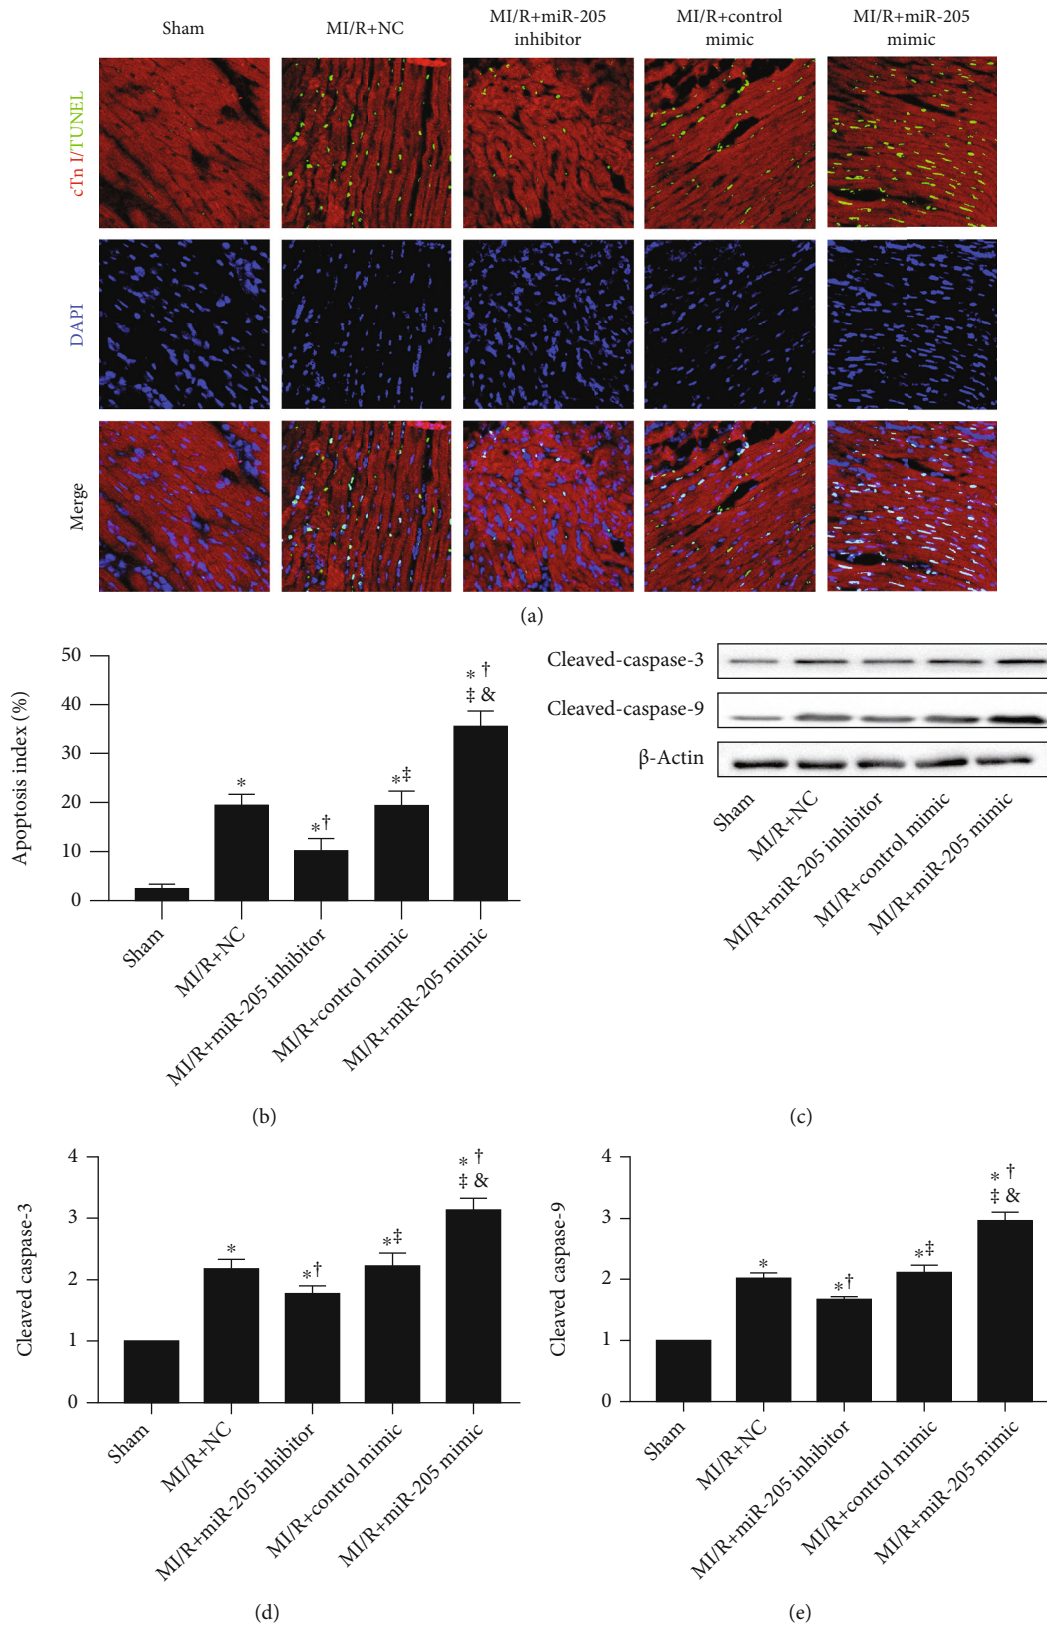 Sham
MI/R+NC
MI/R+miR-205
inhibitor
MI/R+control
mimic
MI/R+miR-205
mimic
cTn I/TUNEL
DAPI
Merge
(a)
Apoptosis index (%)
50
40
30
20
10
0
*
*†
*‡
*†
‡ &
Sham
MI/R+NC
MI/R+miR-205 inhibitor
MI/R+control mimic
MI/R+miR-205 mimic
(b)
Cleaved-caspase-3
Cleaved-caspase-9
β-Actin
Sham
MI/R+NC
MI/R+miR-205 inhibitor
MI/R+control mimic
MI/R+miR-205 mimic
(c)
Cleaved caspase-3
4
3
2
1
0
*
*†
*‡
*†
‡ &
Sham
MI/R+NC
MI/R+miR-205 inhibitor
MI/R+control mimic
MI/R+miR-205 mimic
(d)
Cleaved caspase-9
4
3
2
1
0
*
*†
*‡
*†
‡ &
Sham
MI/R+NC
MI/R+miR-205 inhibitor
MI/R+control mimic
MI/R+miR-205 mimic
(e)